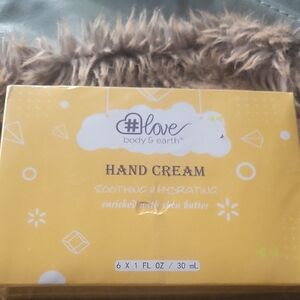 #love
body & earth
HAND CREAM
SOOTHING & HYDRATING
enriched with shea butter
6 X 1 FL OZ / 30 mL